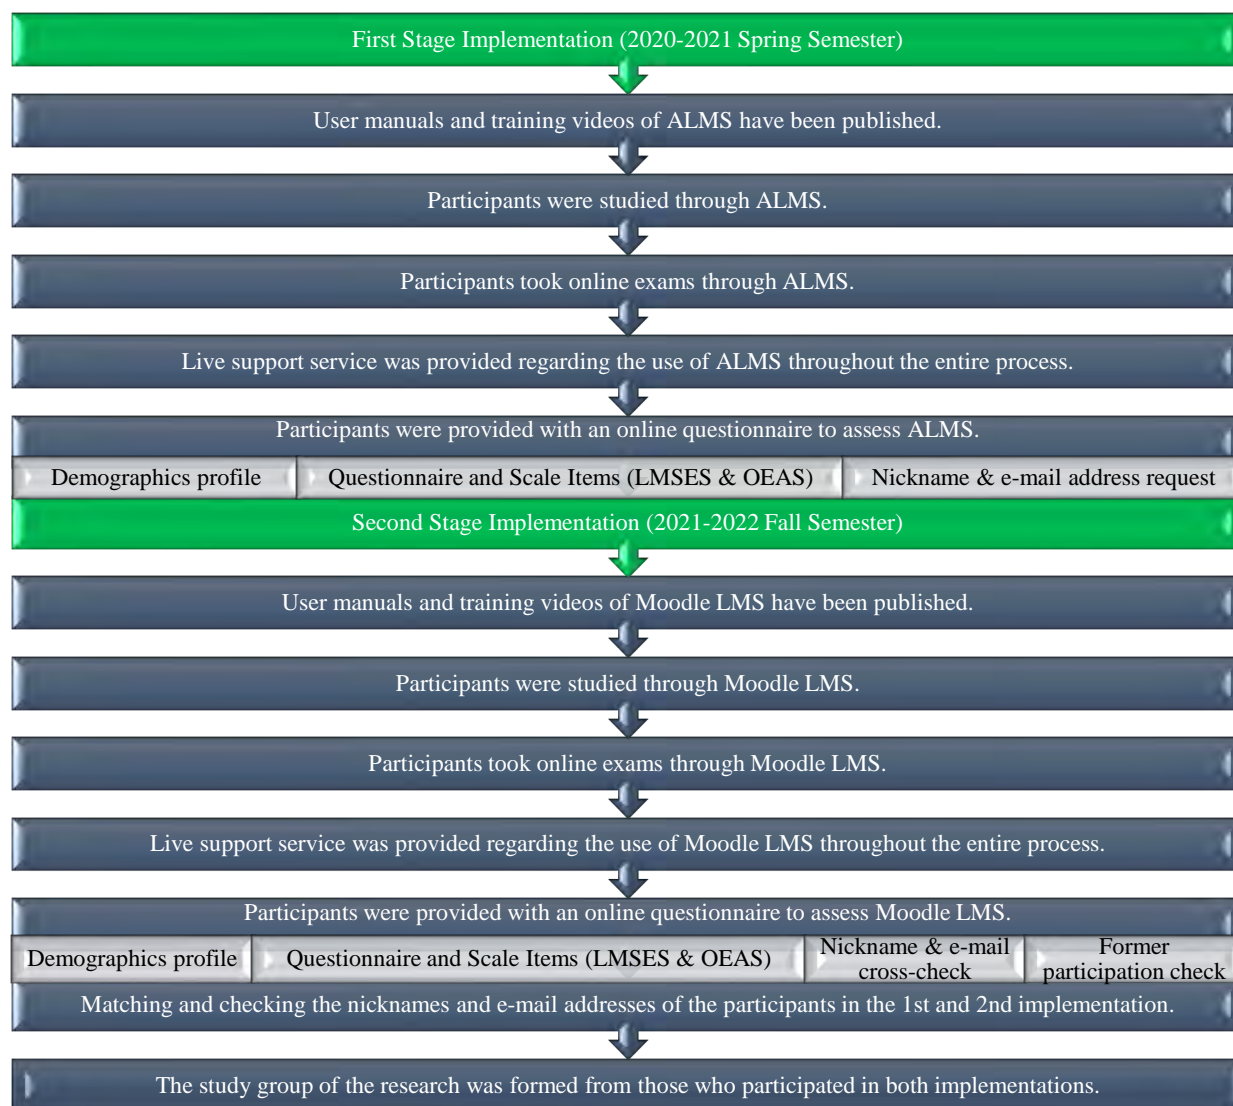 First Stage Implementation (2020-2021 Spring Semester)
User manuals and training videos of ALMS have been published.
Participants were studied through ALMS.
Participants took online exams through ALMS.
Live support service was provided regarding the use of ALMS throughout the entire process.
Participants were provided with an online questionnaire to assess ALMS.
Demographics profile
Questionnaire and Scale Items (LMSES & OEAS)
Nickname & e-mail address request
Second Stage Implementation (2021-2022 Fall Semester)
User manuals and training videos of Moodle LMS have been published.
Participants were studied through Moodle LMS.
Participants took online exams through Moodle LMS.
Live support service was provided regarding the use of Moodle LMS throughout the entire process.
Participants were provided with an online questionnaire to assess Moodle LMS.
Demographics profile
Questionnaire and Scale Items (LMSES & OEAS)
Nickname & e-mail
cross-check
Former
participation check
Matching and checking the nicknames and e-mail addresses of the participants in the 1st and 2nd implementation.
The study group of the research was formed from those who participated in both implementations.